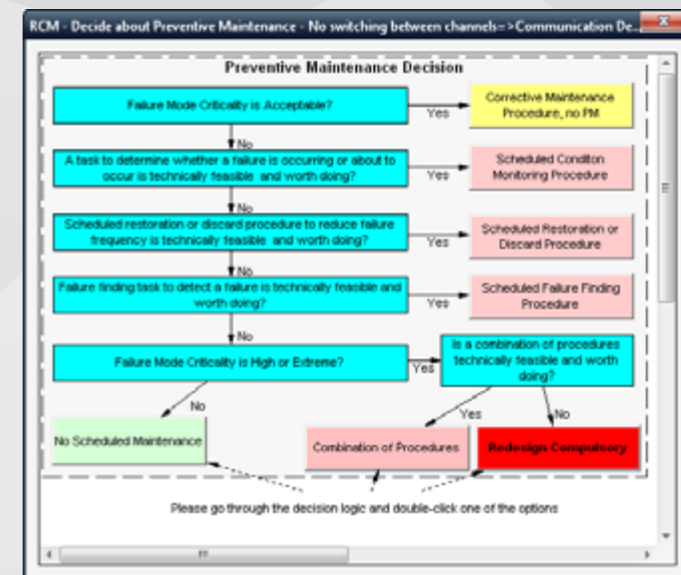 RCM - Decide about Preventive Maintenance - No switching between channels=>Communication De...
Preventive Maintenance Decision
Failure Mode Criticality is Acceptable?
Yes
Corrective Maintenance
Procedure, no PM
No
A task to determine whether a failure is occurring or about to
occur is technically feasible and worth doing?
Yes
Scheduled Conditon
Monitoring Procedure
No
Scheduled restoration or discard procedure to reduce failure
frequency is technically feasible and worth doing?
Yes
Scheduled Restoration or
Discard Procedure
No
Failure finding task to detect a failure is technically feasible and
worth doing?
Yes
Scheduled Failure Finding
Procedure
No
Failure Mode Criticality is High or Extreme?
Yes
Is a combination of procedures
technically feasible and worth
doing?
No
Yes
No
No Scheduled Maintenance
Combination of Procedures
Redesign Compulsory
Please go through the decision logic and double-click one of the options